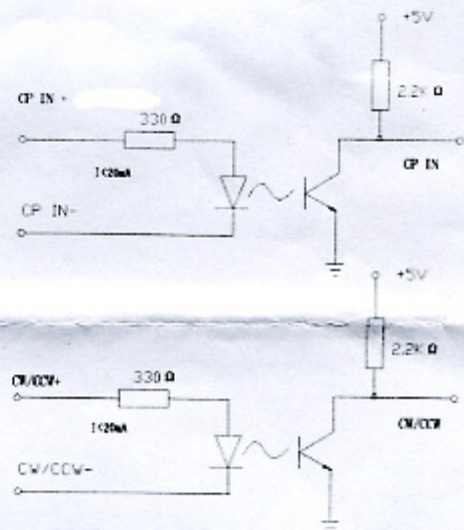 +5V
2.2K Ω
CP IN +
330 Ω
I<20mA
CP IN
CP IN-
+5V
2.2K Ω
CW/CCW+
330 Ω
I<20mA
CW/CCW
CW/CCW-